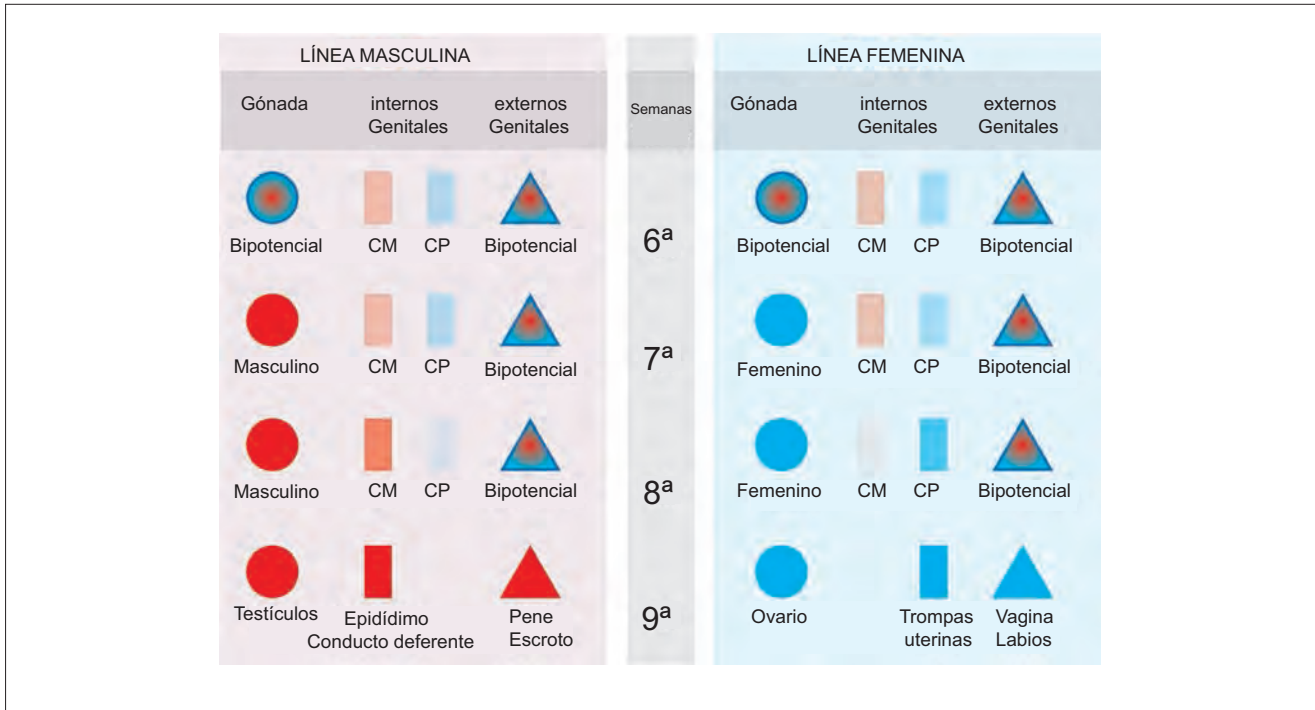 LÍNEA MASCULINA
LÍNEA FEMENINA
Gónada internos Genitales externos Genitales
Semanas
Gónada internos Genitales externos Genitales
Bipotencial CM CP Bipotencial
6ª
Bipotencial CM CP Bipotencial
Masculino CM CP Bipotencial
7ª
Femenino CM CP Bipotencial
Masculino CM CP Bipotencial
8ª
Femenino CM CP Bipotencial
Testículos
Epidídimo
Conducto deferente
Pene
Escroto
9ª
Ovario
Trompas
uterinas
Vagina
Labios